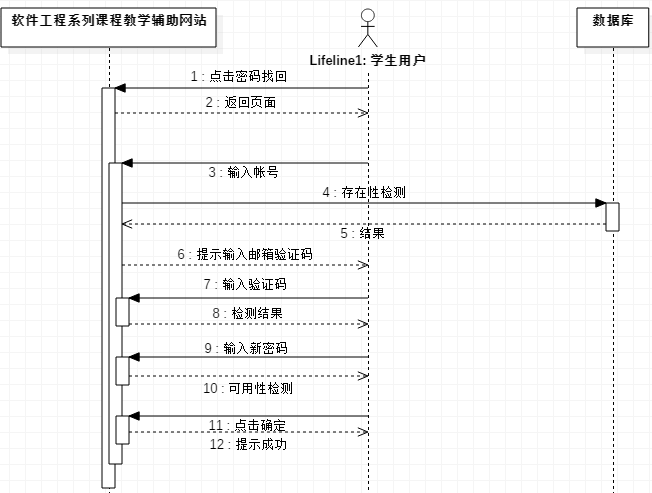 软件工程系列课程教学辅助网站
数据库
Lifeline1: 学生用户
1 : 点击密码找回
2 : 返回页面
3 : 输入帐号
4 : 存在性检测
5 : 结果
6 : 提示输入邮箱验证码
7 : 输入验证码
8 : 检测结果
9 : 输入新密码
10 : 可用性检测
11 : 点击确定
12 : 提示成功